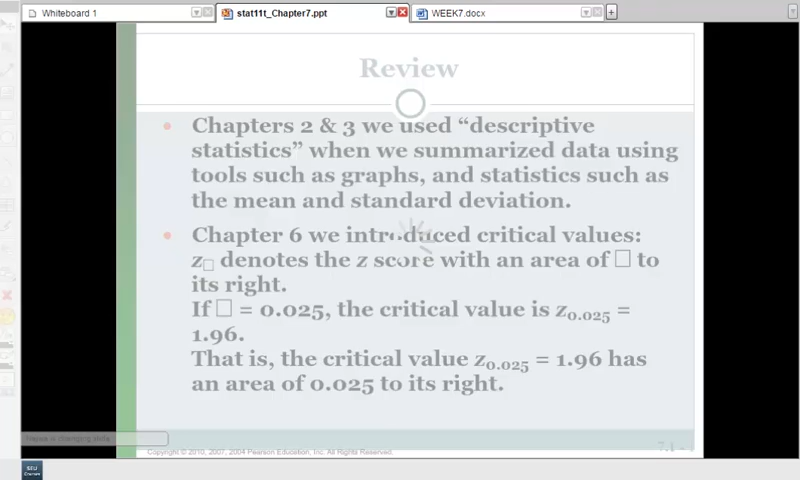 Whiteboard 1
stat11t_Chapter7.ppt
WEEK7.docx
Review
• Chapters 2 & 3 we used “descriptive
statistics” when we summarized data using
tools such as graphs, and statistics such as
the mean and standard deviation.
• Chapter 6 we introduced critical values:
z□ denotes the z score with an area of □ to
its right.
If □ = 0.025, the critical value is z0.025 =
1.96.
That is, the critical value z0.025 = 1.96 has
an area of 0.025 to its right.
Copyright © 2010, 2007, 2004 Pearson Education, Inc. All Rights Reserved.
7.1 -
SEU